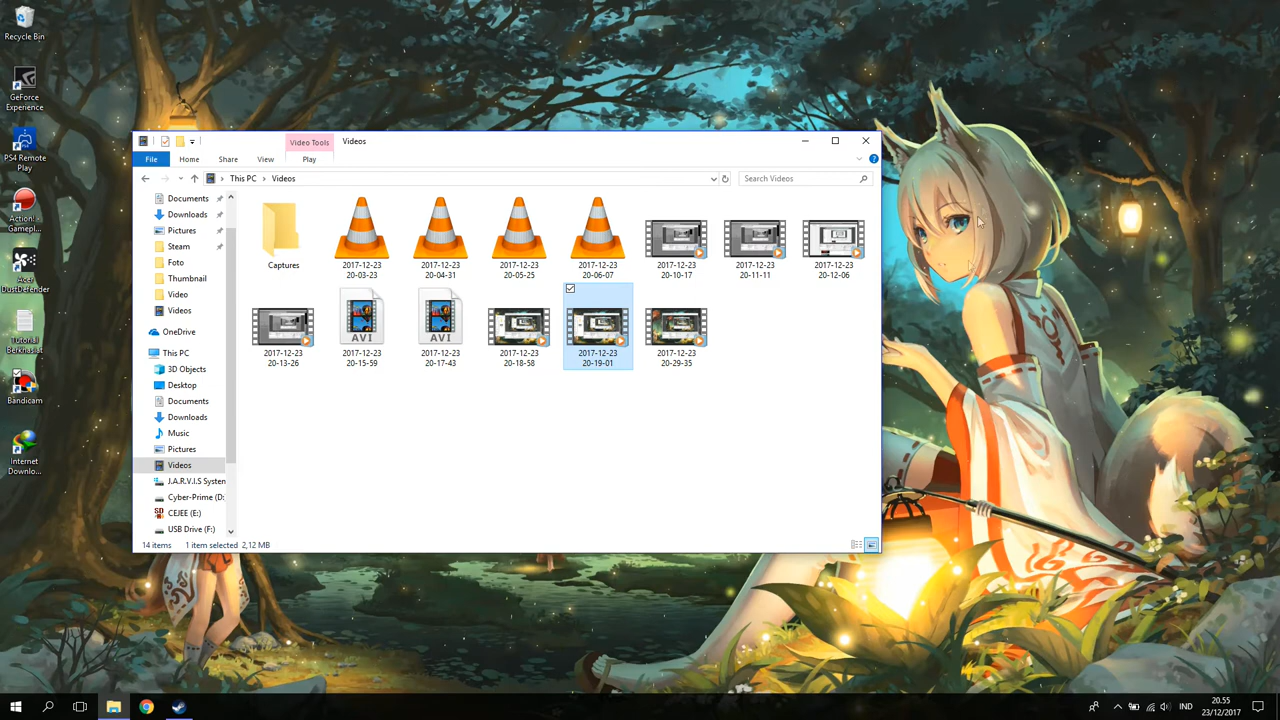 Recycle Bin
GeForce
Experience
PS4 Remote
Play
Action! -
Gamepl...
Acer
DustDefender
Tutorial
Berkhasiat
Bandicam
Internet
Downlo...
Video Tools
Videos
File
Home
Share
View
Play
This PC
Videos
Search Videos
Documents
Downloads
Pictures
Steam
Foto
Thumbnail
Video
Videos
OneDrive
This PC
3D Objects
Desktop
Documents
Downloads
Music
Pictures
Videos
J.A.R.V.I.S System
Cyber-Prime (D:
CEJEE (E:)
USB Drive (F:)
Captures
2017-12-23
20-03-23
2017-12-23
20-04-31
2017-12-23
20-05-25
2017-12-23
20-06-07
2017-12-23
20-10-17
2017-12-23
20-11-11
2017-12-23
20-12-06
2017-12-23
20-13-26
AVI
2017-12-23
20-15-59
AVI
2017-12-23
20-17-43
2017-12-23
20-18-58
2017-12-23
20-19-01
2017-12-23
20-29-35
14 items
1 item selected 2,12 MB
IND
20.55
23/12/2017